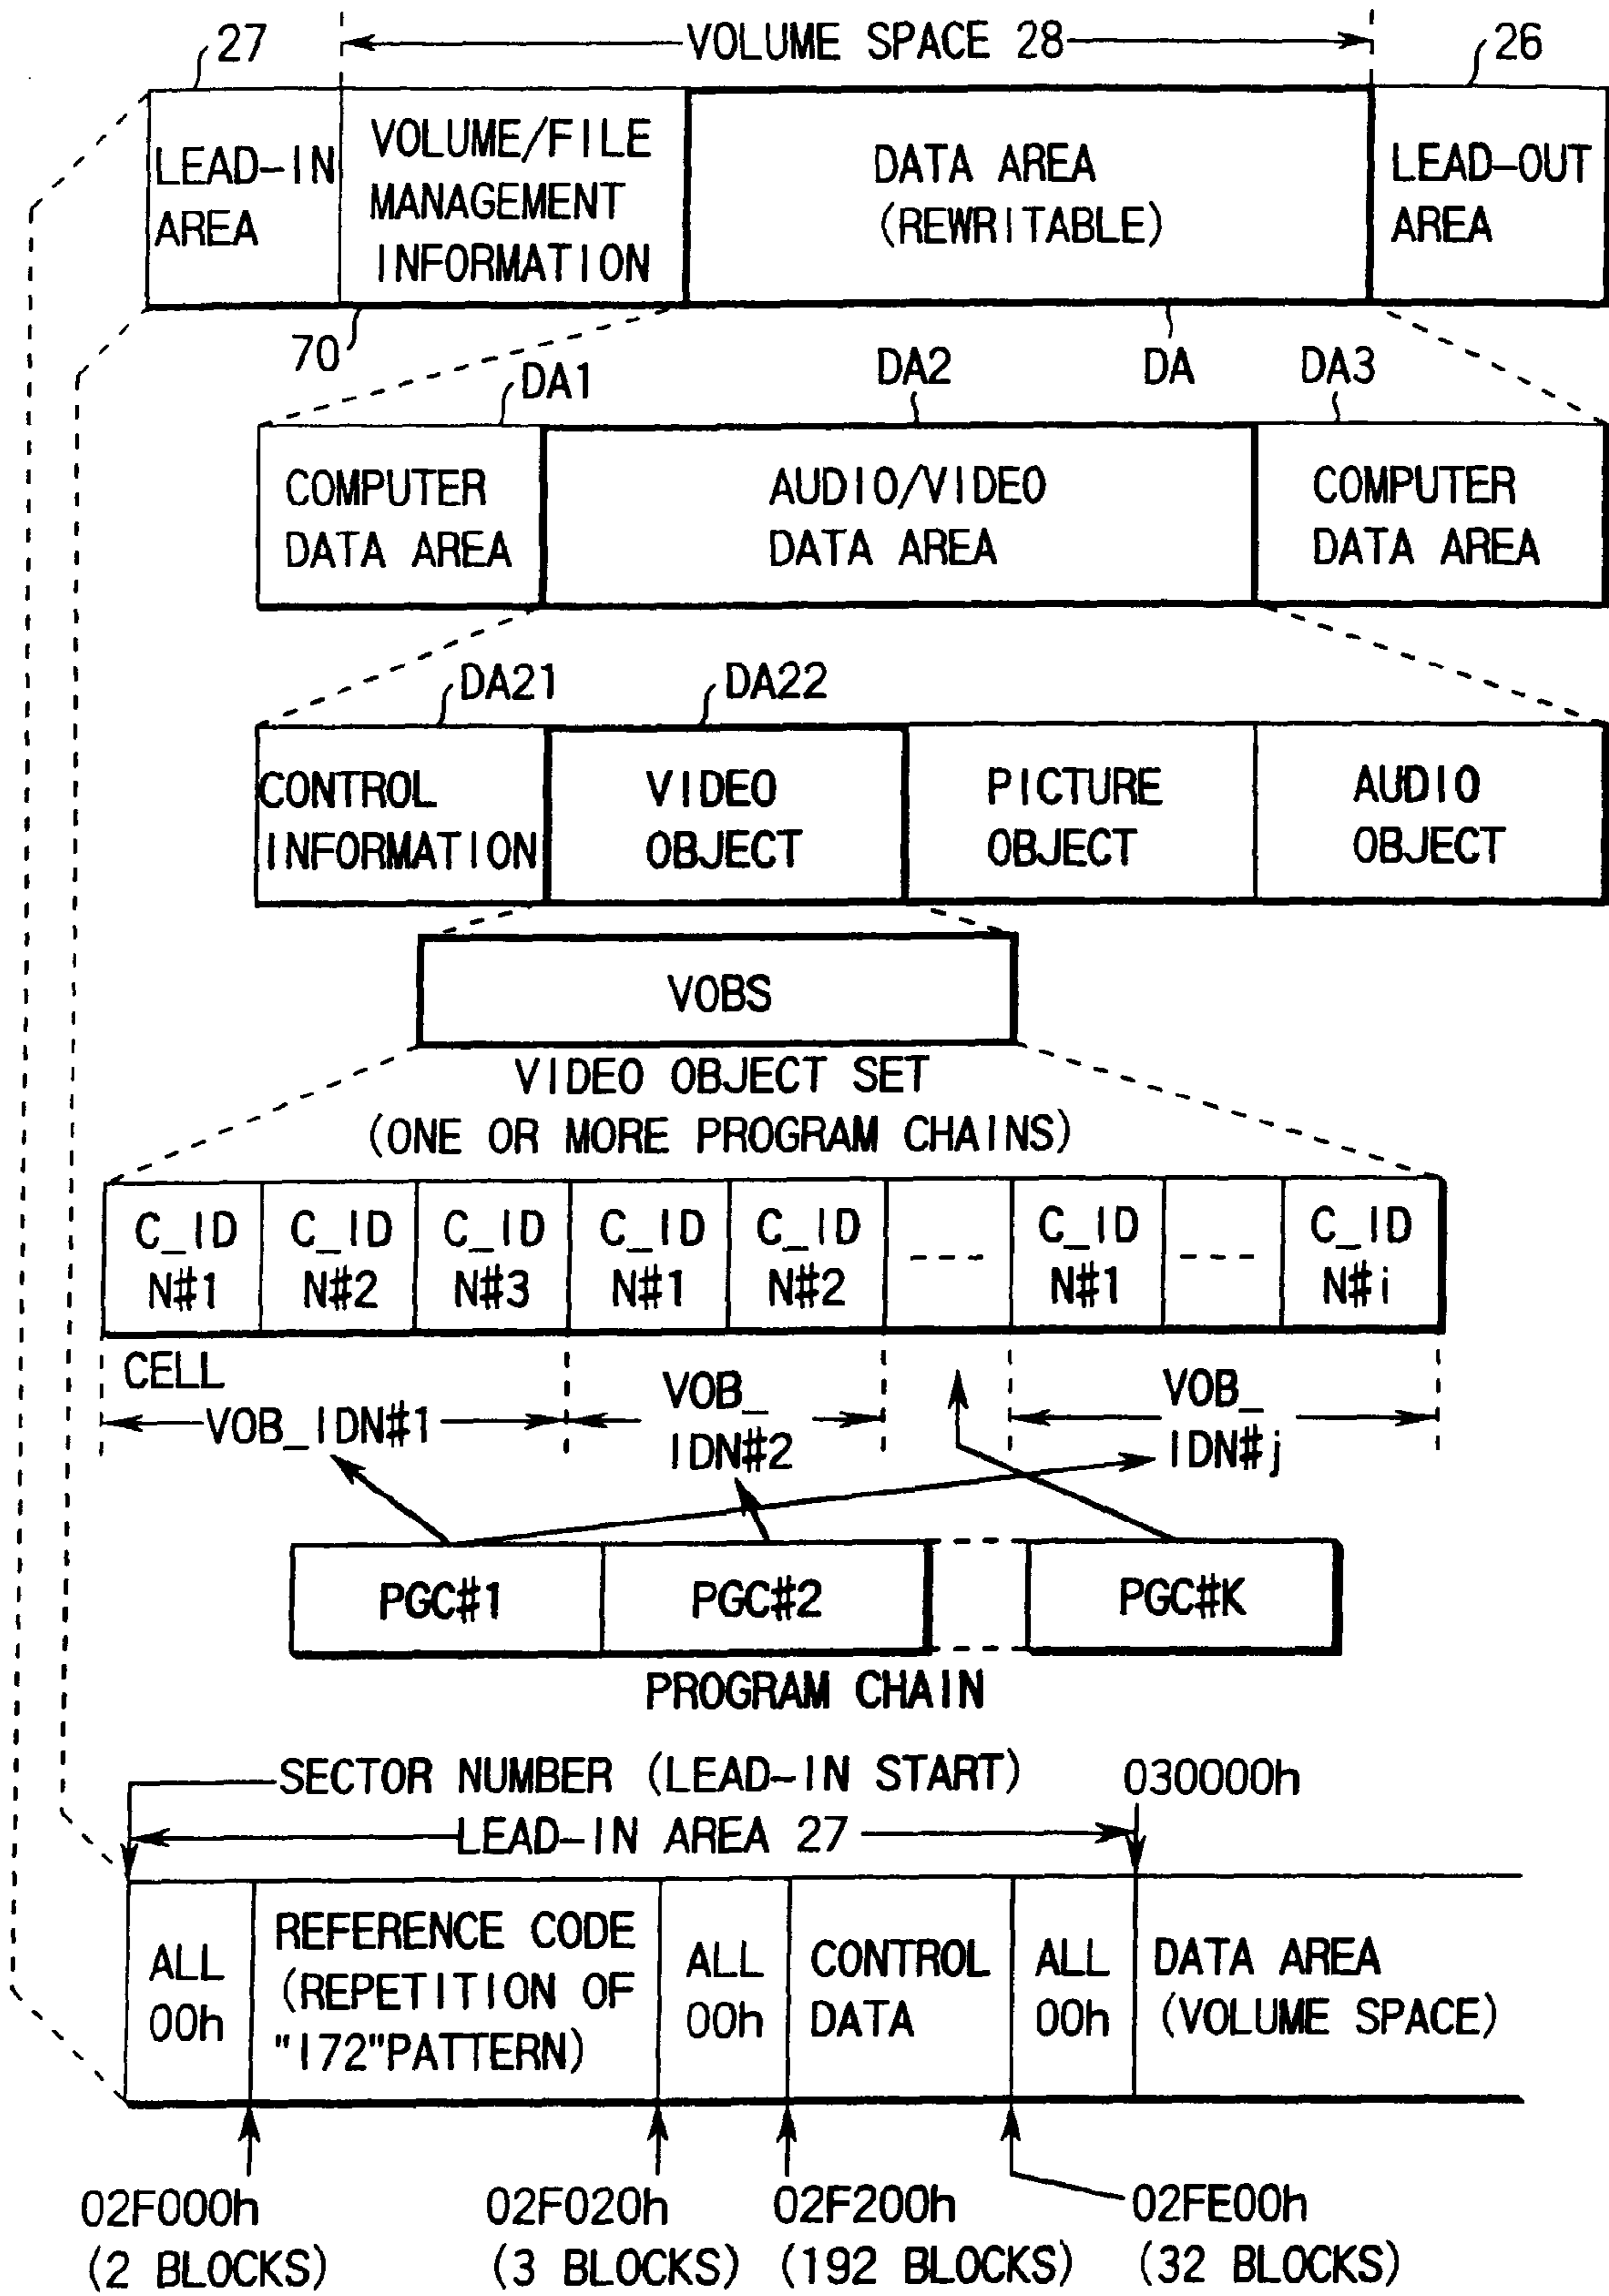 27
VOLUME SPACE 28
26
LEAD-IN
AREA
VOLUME/FILE
MANAGEMENT
INFORMATION
DATA AREA
(REWRITABLE)
LEAD-OUT
AREA
70
DA1
DA2
DA
DA3
COMPUTER
DATA AREA
AUDIO/VIDEO
DATA AREA
COMPUTER
DATA AREA
DA21
DA22
CONTROL
INFORMATION
VIDEO
OBJECT
PICTURE
OBJECT
AUDIO
OBJECT
VOBS
VIDEO OBJECT SET
(ONE OR MORE PROGRAM CHAINS)
C_ID
N#1
C_ID
N#2
C_ID
N#3
C_ID
N#1
C_ID
N#2
----
C_ID
N#1
----
C_ID
N#i
CELL
VOB_IDN#1
VOB_
IDN#2
VOB_
IDN#j
PGC#1
PGC#2
PGC#K
PROGRAM CHAIN
SECTOR NUMBER (LEAD-IN START)
030000h
LEAD-IN AREA 27
ALL
00h
REFERENCE CODE
(REPETITION OF
"172"PATTERN)
ALL
00h
CONTROL
DATA
ALL
00h
DATA AREA
(VOLUME SPACE)
02F000h
(2 BLOCKS)
02F020h
(3 BLOCKS)
02F200h
(192 BLOCKS)
02FE00h
(32 BLOCKS)